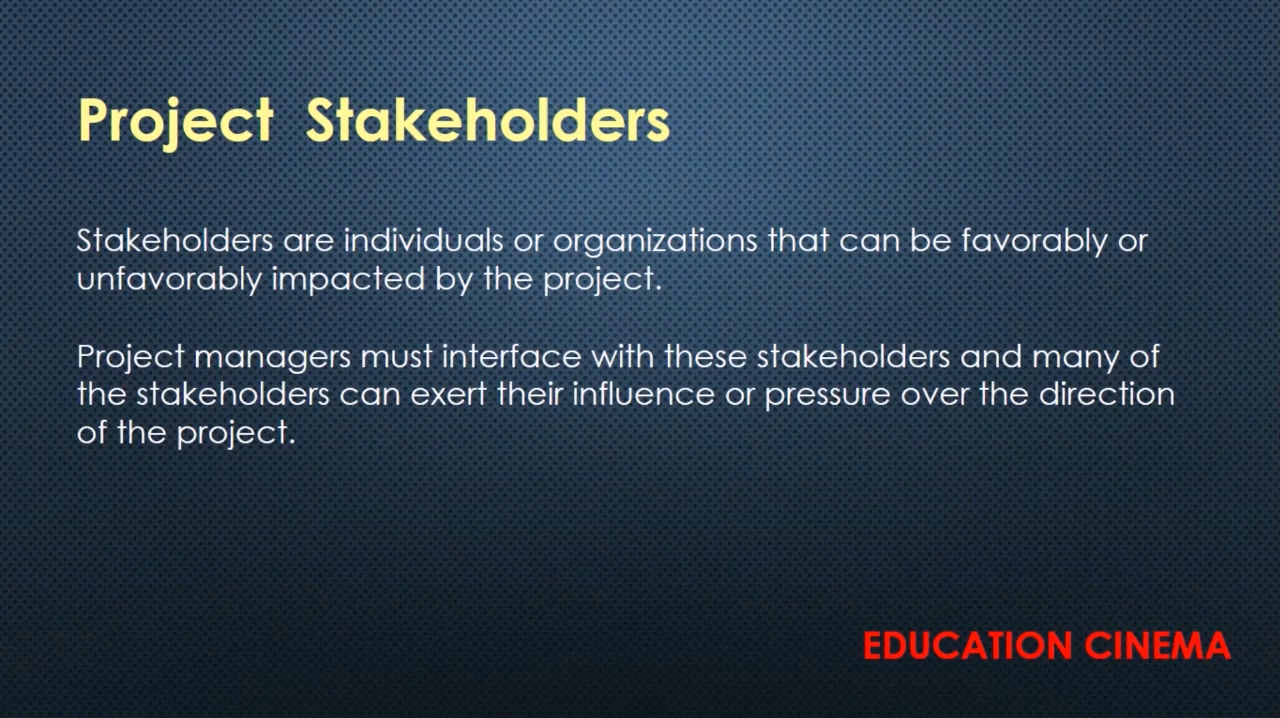 Project Stakeholders
Stakeholders are individuals or organizations that can be favorably or
unfavorably impacted by the project.
Project managers must interface with these stakeholders and many of
the stakeholders can exert their influence or pressure over the direction
of the project.
EDUCATION CINEMA